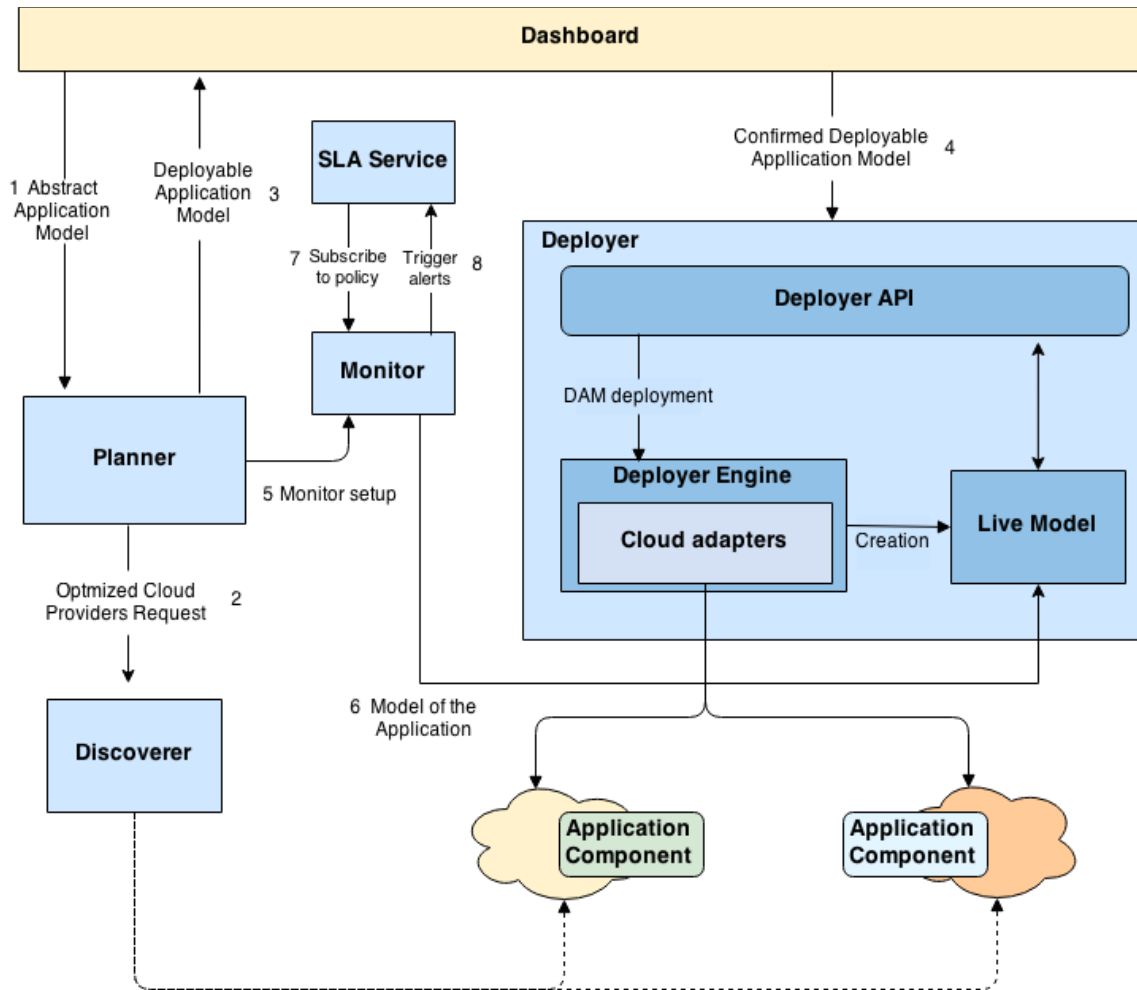 Dashboard
1 Abstract
Application
Model
Deployable
Application
Model
3
SLA Service
Confirmed Deployable
Appllication Model
4
7 Subscribe
to policy
Trigger
alerts
8
Deployer
Deployer API
Monitor
DAM deployment
Planner
5 Monitor setup
Deployer Engine
Cloud adapters
Creation
Live Model
Optmized Cloud
Providers Request
2
6 Model of the
Application
Discoverer
Application
Component
Application
Component